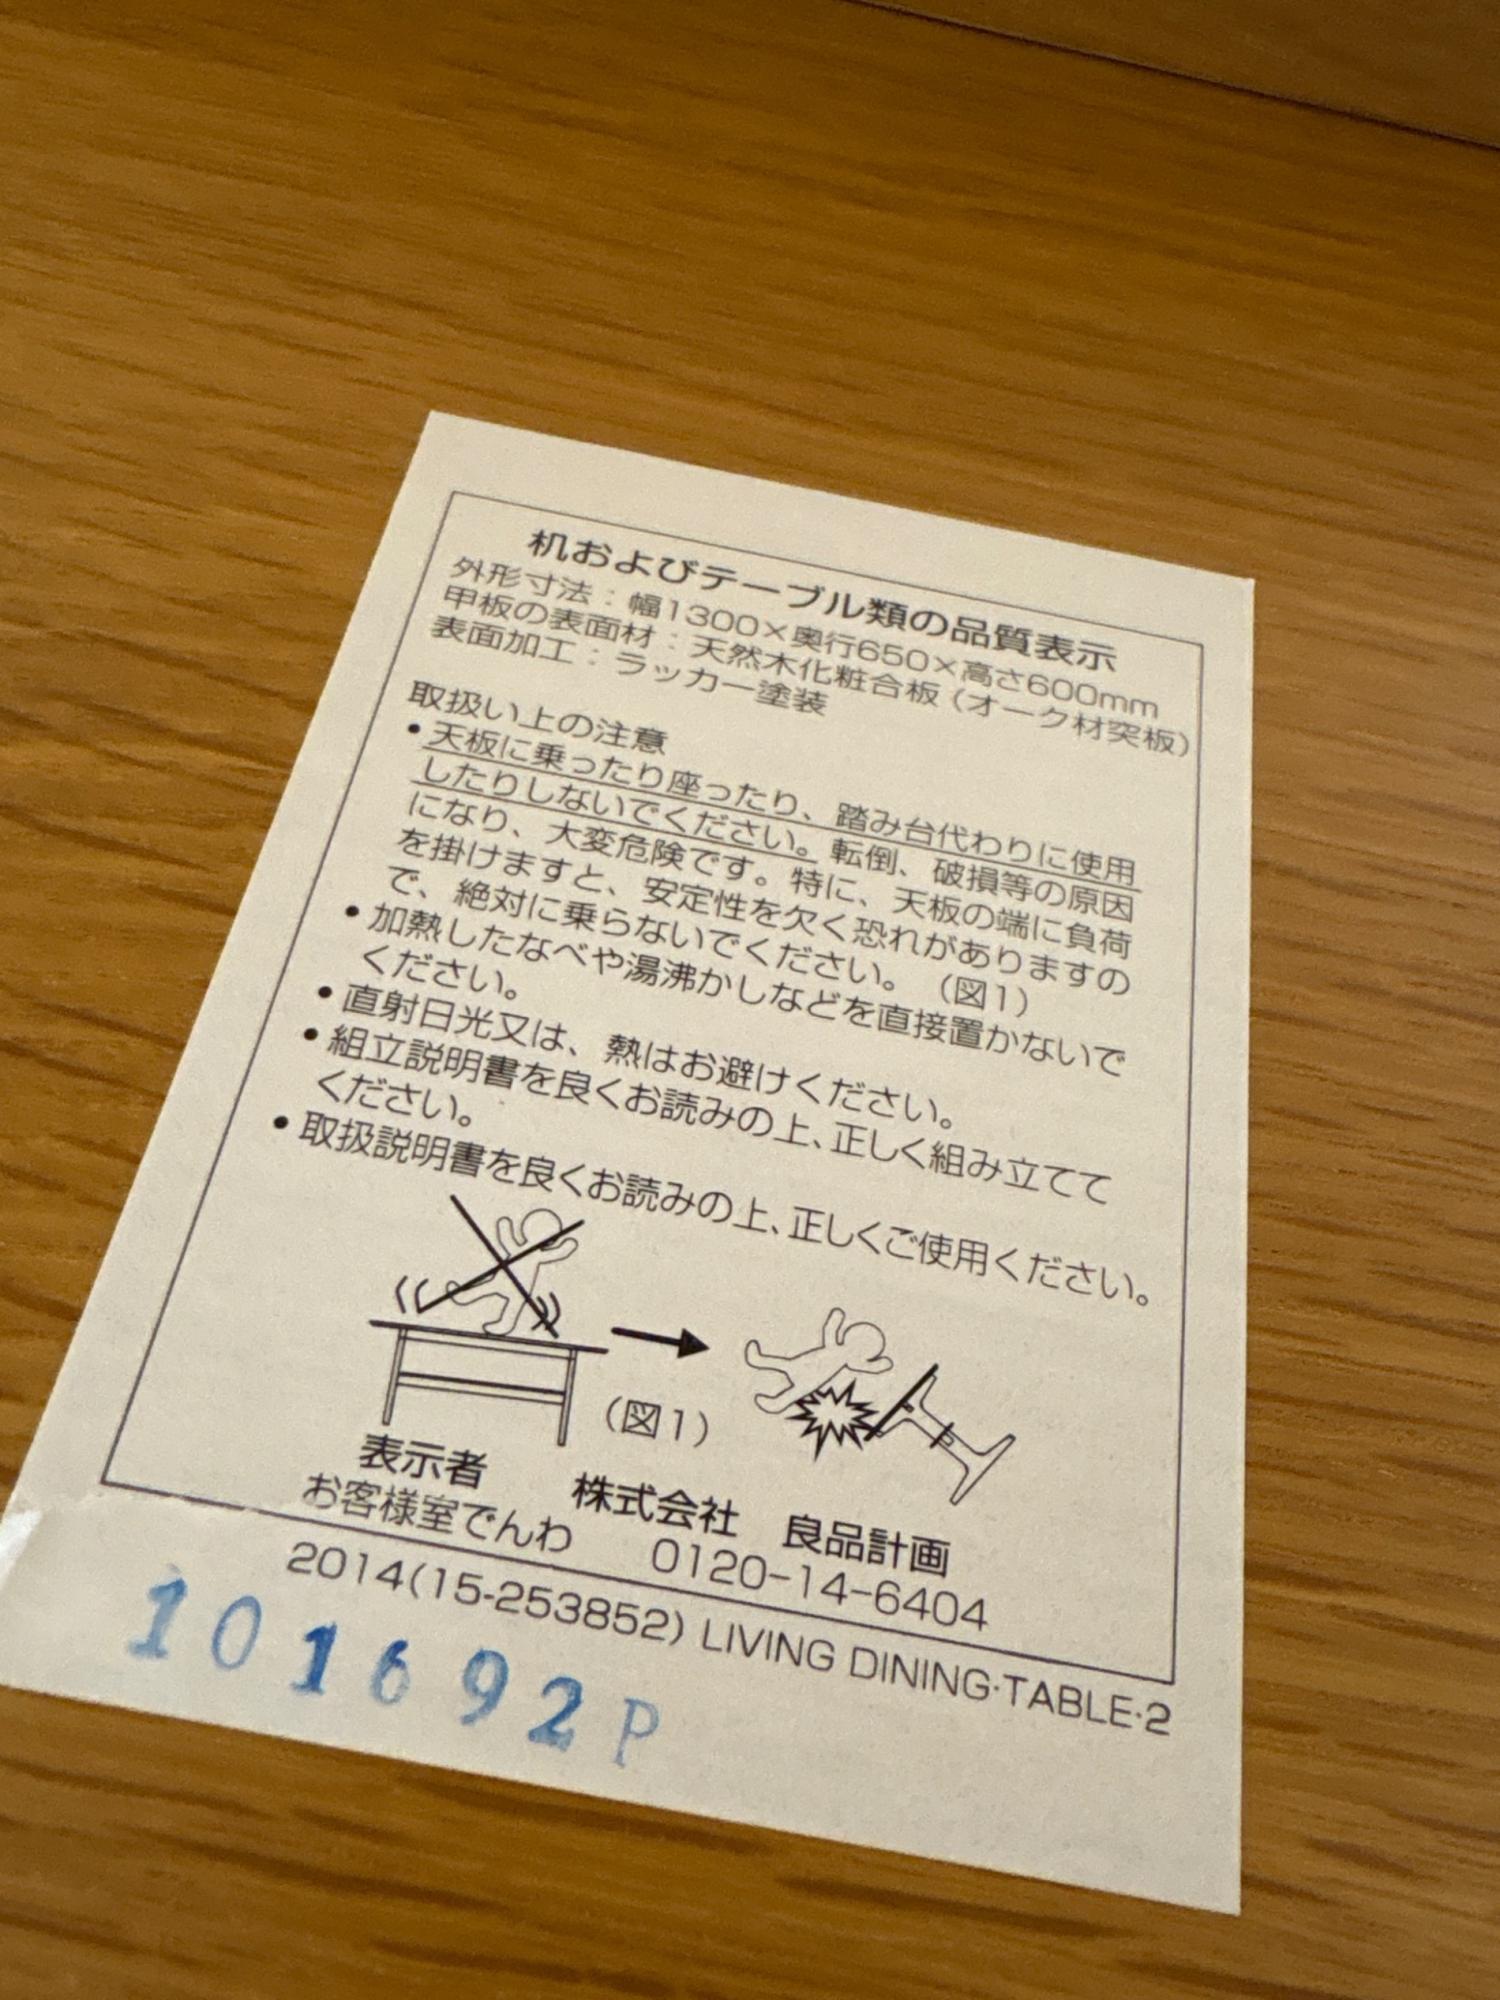 机およびテーブル類の品質表示
外形寸法：幅1300×奥行650×高さ600mm
甲板の表面材：天然木化粧合板（オーク材突板）
表面加工：ラッカー塗装
取扱い上の注意
•天板に乗ったり座ったり、踏み台代わりに使用
したりしないでください。転倒、破損等の原因
になり、大変危険です。特に、天板の端に負荷
を掛けますと、安定性を欠く恐れがありますの
で、絶対に乗らないでください。（図1）
•加熱したなべや湯沸かしなどを直接置かないで
ください。
•直射日光又は、熱はお避けください。
•組立説明書を良くお読みの上、正しく組み立てて
ください。
•取扱説明書を良くお読みの上、正しくご使用ください。
（図1）
表示者　株式会社　良品計画
お客様室でんわ　0120-14-6404
2014(15-253852) LIVING DINING·TABLE·2
101692P